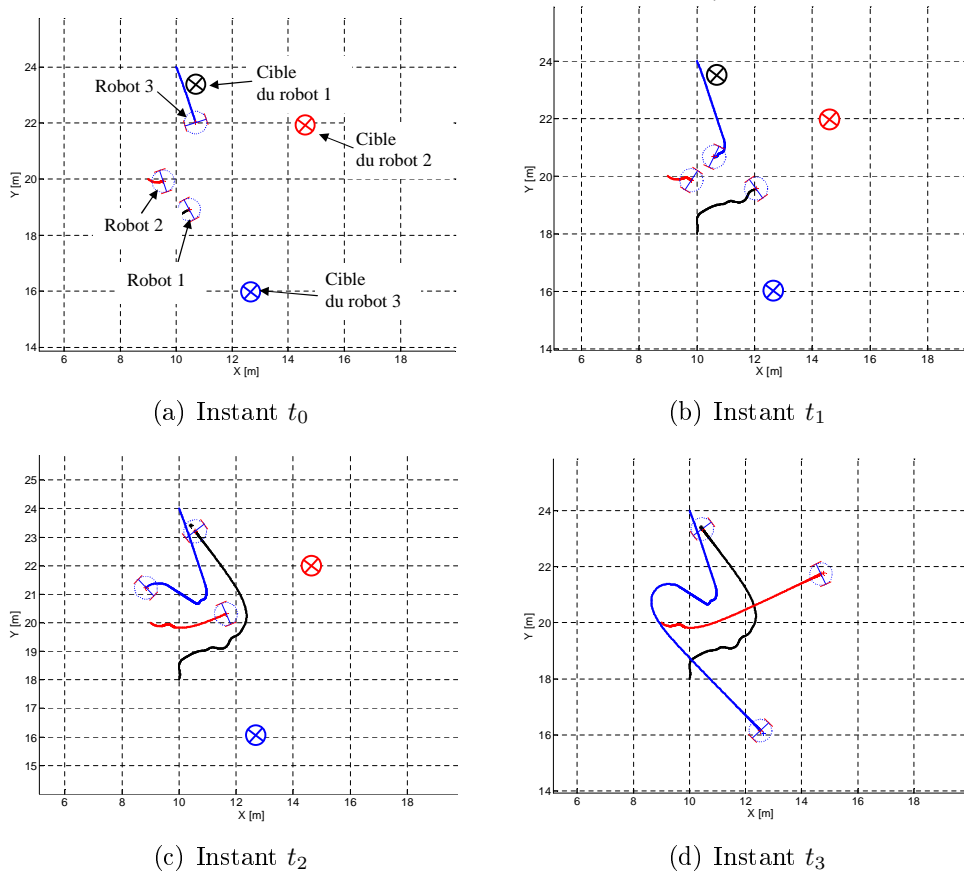 24
22
20
18
16
14
Y [m]
6
8
10
12
14
16
18
X [m]
Robot 3
Cible
du robot 1
Cible
du robot 2
Robot 2
Robot 1
Cible
du robot 3
(a) Instant t₀
24
22
20
18
16
14
Y [m]
6
8
10
12
14
16
18
X [m]
(b) Instant t₁
25
24
23
22
21
20
19
18
17
16
15
Y [m]
6
8
10
12
14
16
18
X [m]
(c) Instant t₂
24
22
20
18
16
14
Y [m]
6
8
10
12
14
16
18
X [m]
(d) Instant t₃